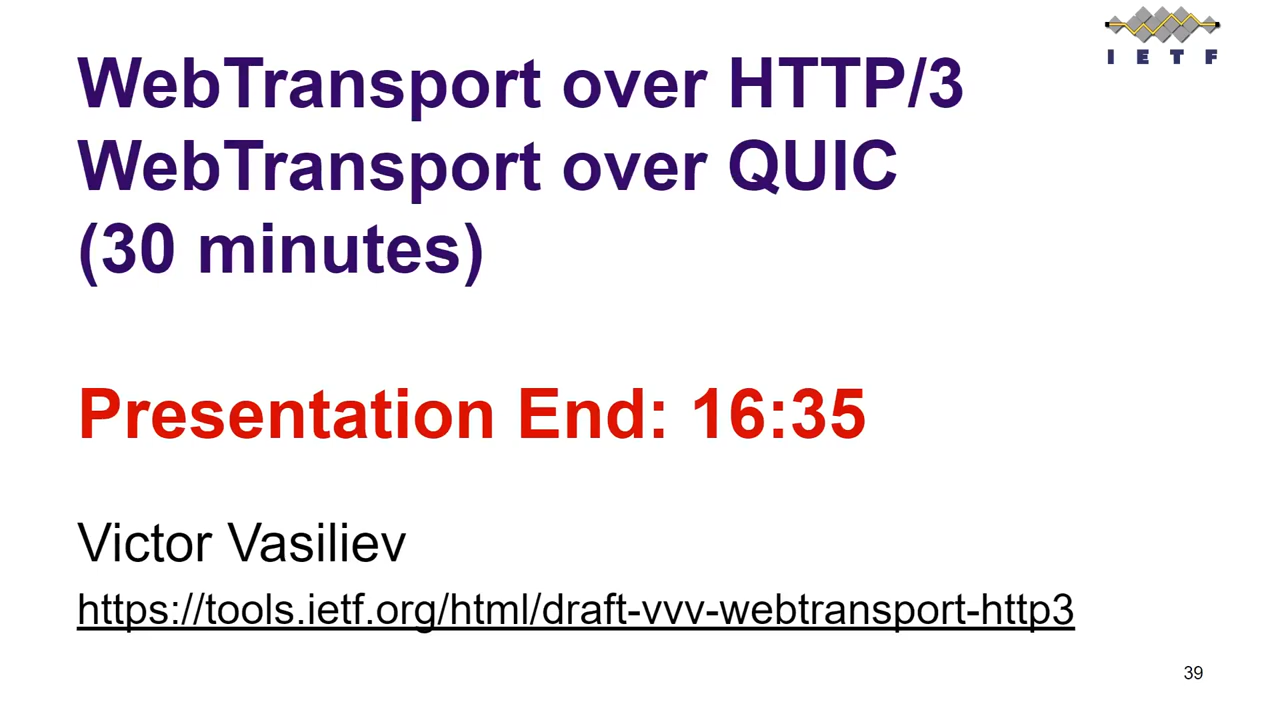 I E T F
WebTransport over HTTP/3
WebTransport over QUIC
(30 minutes)
Presentation End: 16:35
Victor Vasiliev
https://tools.ietf.org/html/draft-vvv-webtransport-http3
39